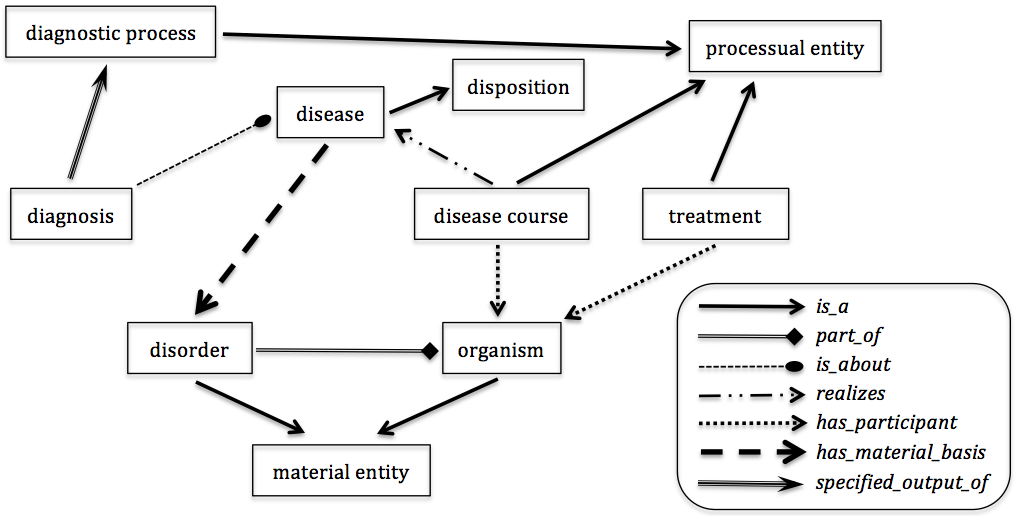 diagnostic process
processual entity
disposition
disease
diagnosis
disease course
treatment
disorder
organism
material entity
is_a
part_of
is_about
realizes
has_participant
has_material_basis
specified_output_of